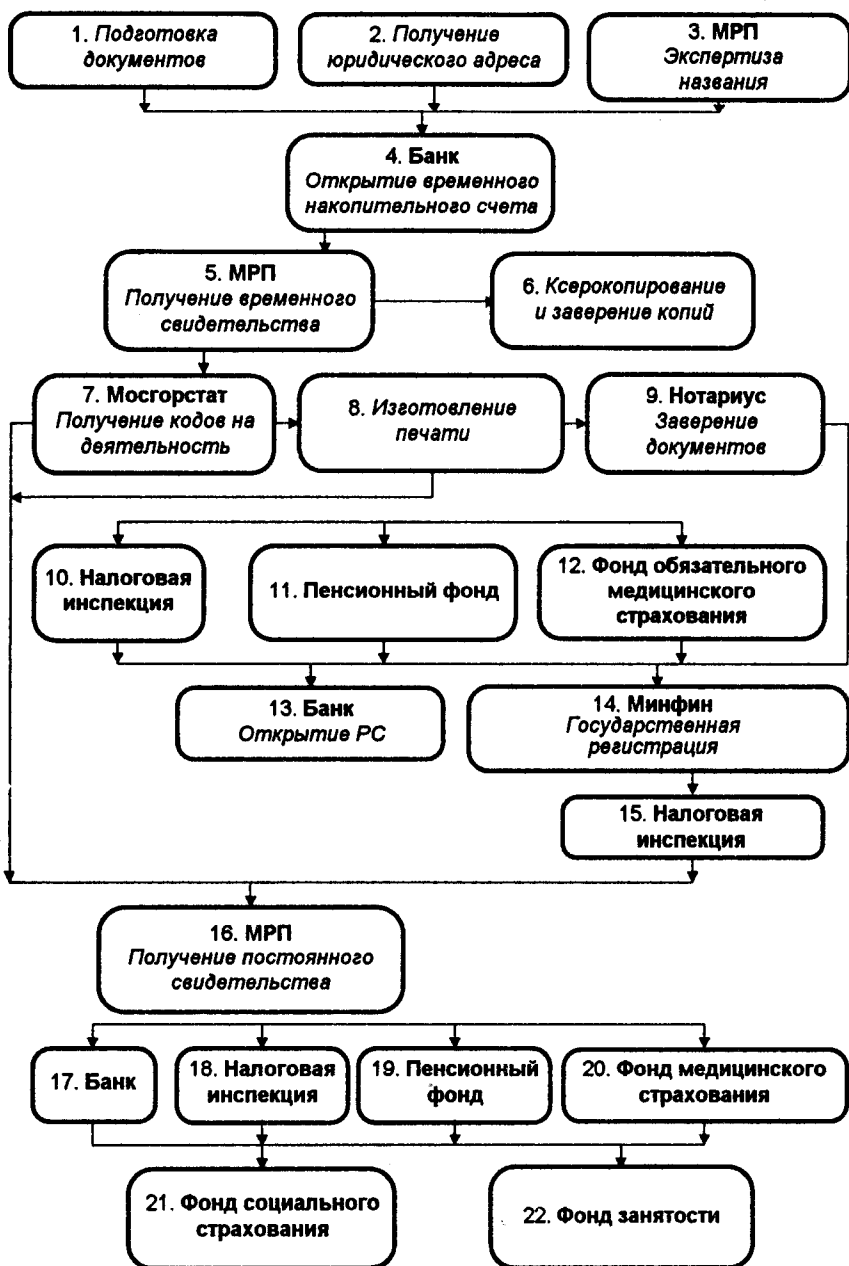 1. Подготовка
документов
2. Получение
юридического адреса
3. МРП
Экспертиза
названия
4. Банк
Открытие временного
накопительного счета
5. МРП
Получение временного
свидетельства
6. Ксерокопирование
и заверение копий
7. Мосгорстат
Получение кодов на
деятельность
8. Изготовление
печати
9. Нотариус
Заверение
документов
10. Налоговая
инспекция
11. Пенсионный фонд
12. Фонд обязательного
медицинского
страхования
13. Банк
Открытие РС
14. Минфин
Государственная
регистрация
15. Налоговая
инспекция
16. МРП
Получение постоянного
свидетельства
17. Банк
18. Налоговая
инспекция
19. Пенсионный
фонд
20. Фонд медицинского
страхования
21. Фонд социального
страхования
22. Фонд занятости